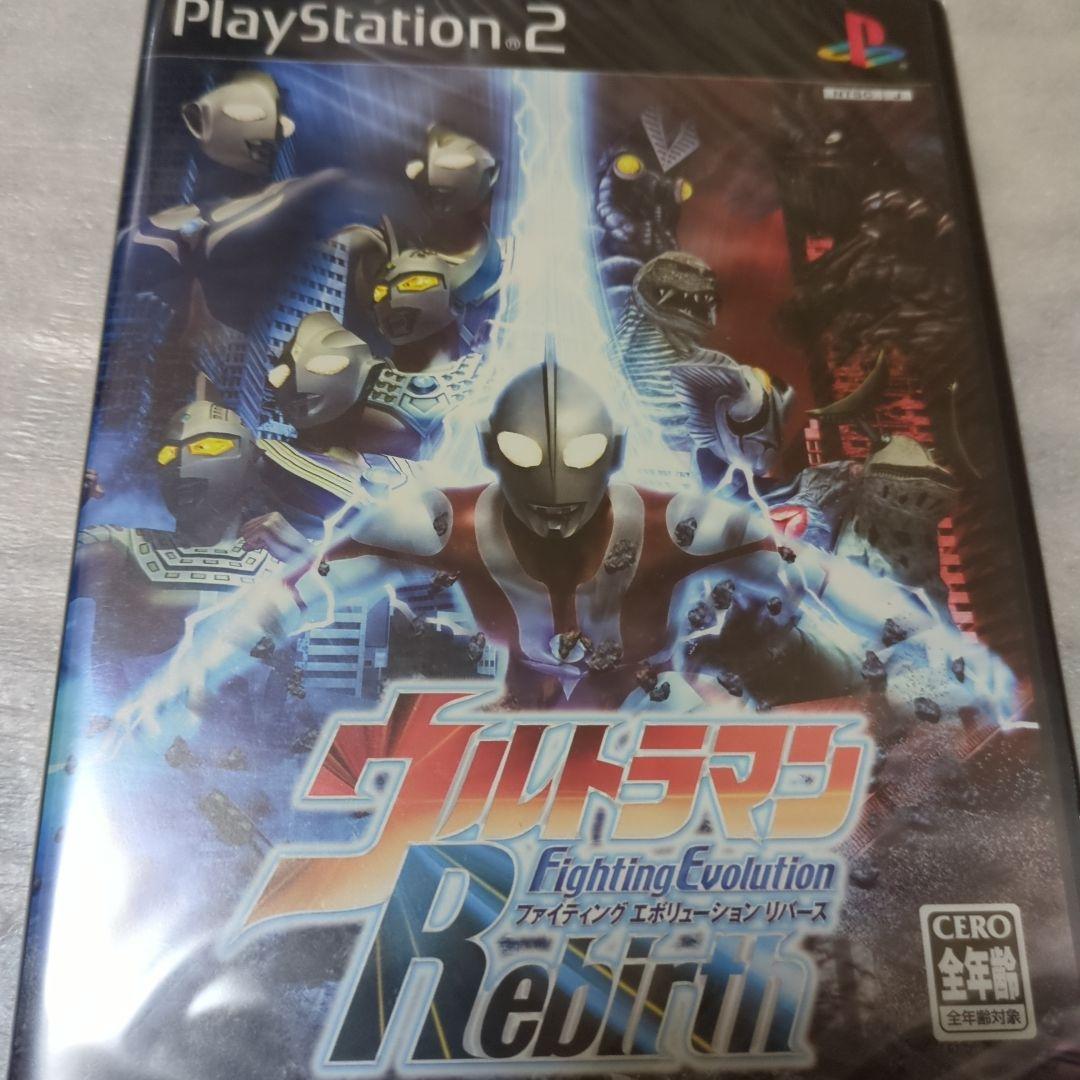 PlayStation®2
NTSC J
ウルトラマン
Fighting Evolution
ファイティング エボリューション リバース
Rebirth
CERO
全年齢
全年齢対象